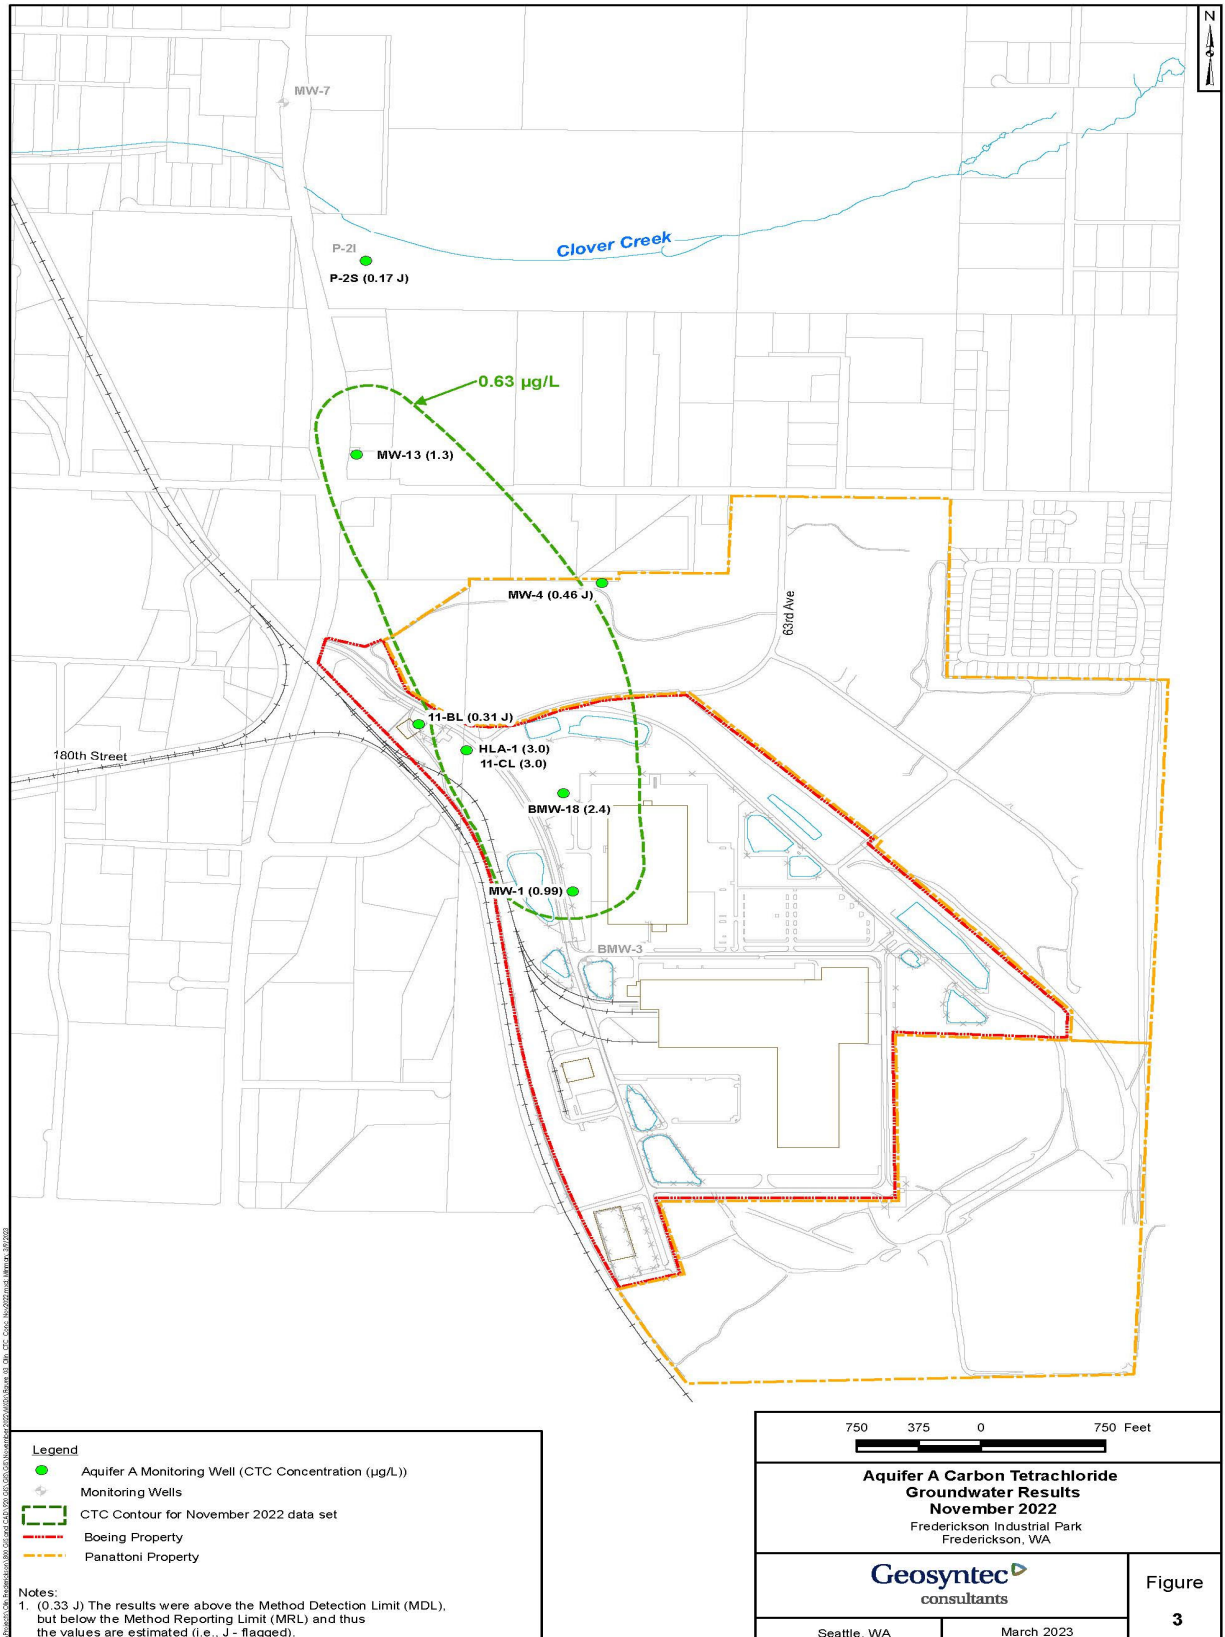 N
MW-7
Clover Creek
P-2I
P-2S (0.17 J)
0.63 µg/L
MW-13 (1.3)
MW-4 (0.46 J)
63rd Ave
11-BL (0.31 J)
HLA-1 (3.0)
11-CL (3.0)
180th Street
BMW-18 (2.4)
MW-1 (0.99)
BMW-3
Legend
Aquifer A Monitoring Well (CTC Concentration (µg/L))
Monitoring Wells
CTC Contour for November 2022 data set
Boeing Property
Panattoni Property
Notes:
1. (0.33 J) The results were above the Method Detection Limit (MDL),
but below the Method Reporting Limit (MRL) and thus
the values are estimated (i.e., J - flagged).
750 375 0 750 Feet
Aquifer A Carbon Tetrachloride
Groundwater Results
November 2022
Frederickson Industrial Park
Frederickson, WA
Geosyntec
consultants
Figure
3
Seattle, WA
March 2023